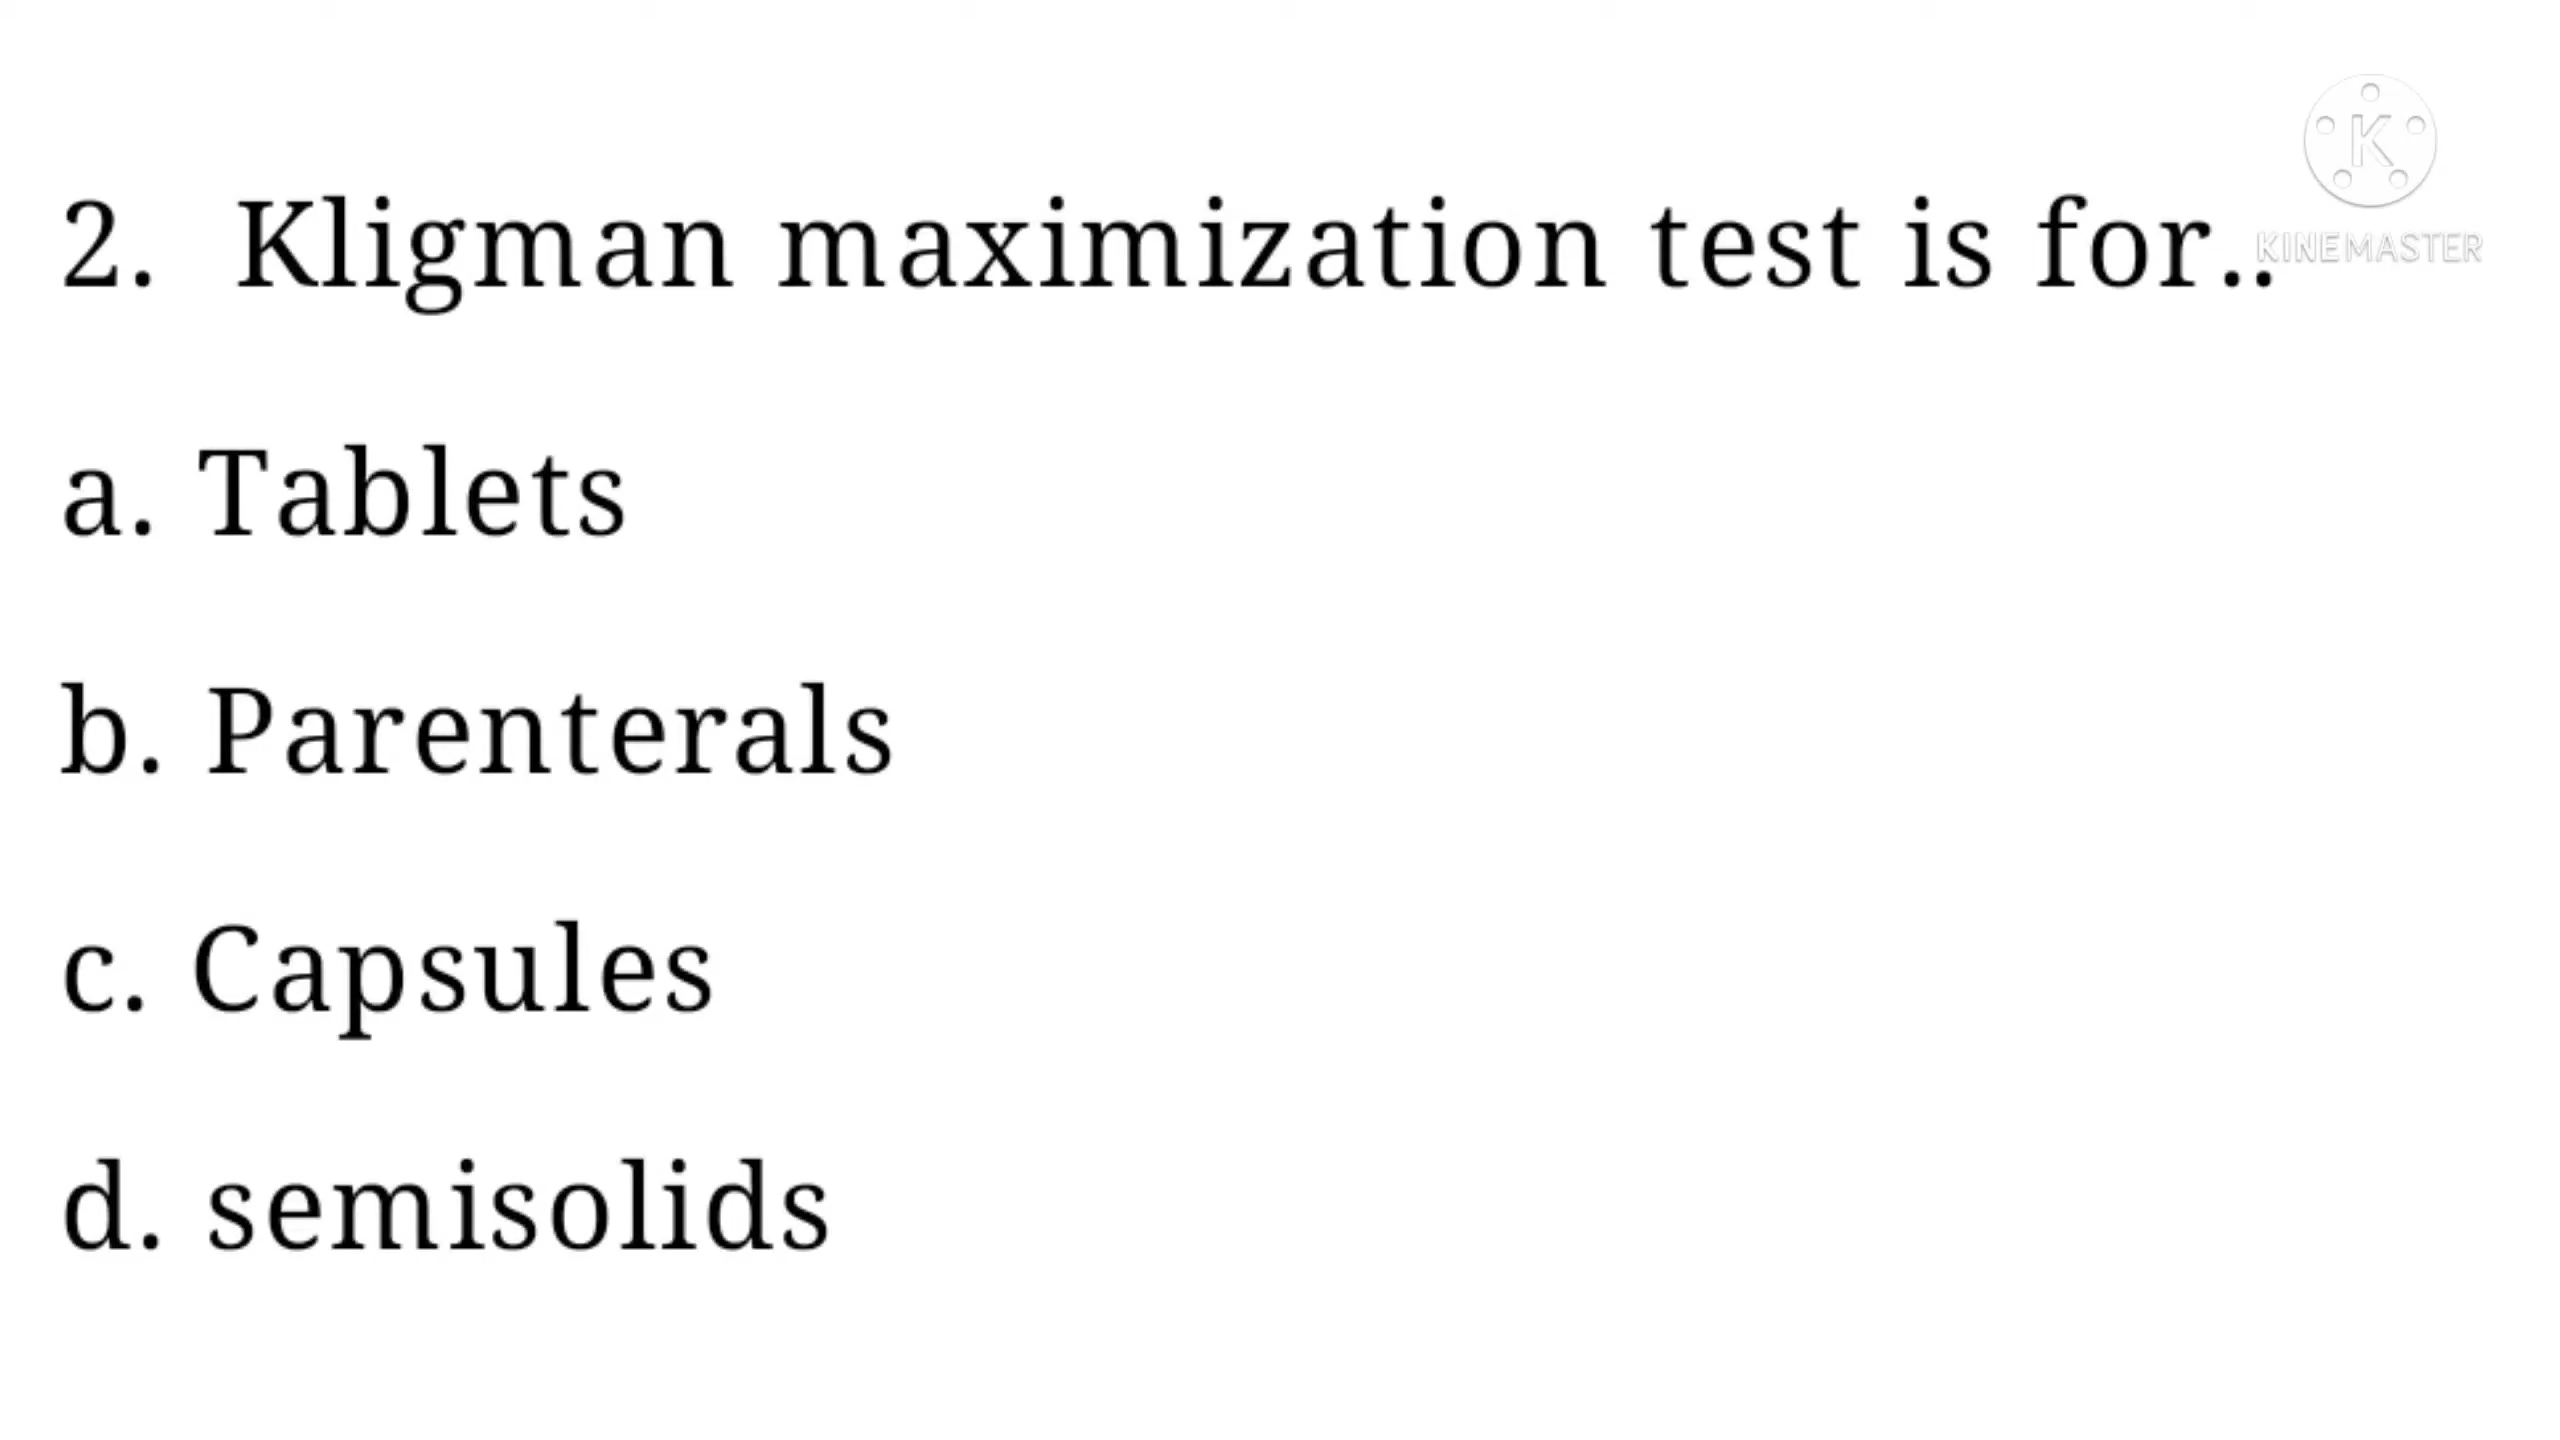 2. Kligman maximization test is for..
KINEMASTER
a. Tablets
b. Parenterals
c. Capsules
d. semisolids